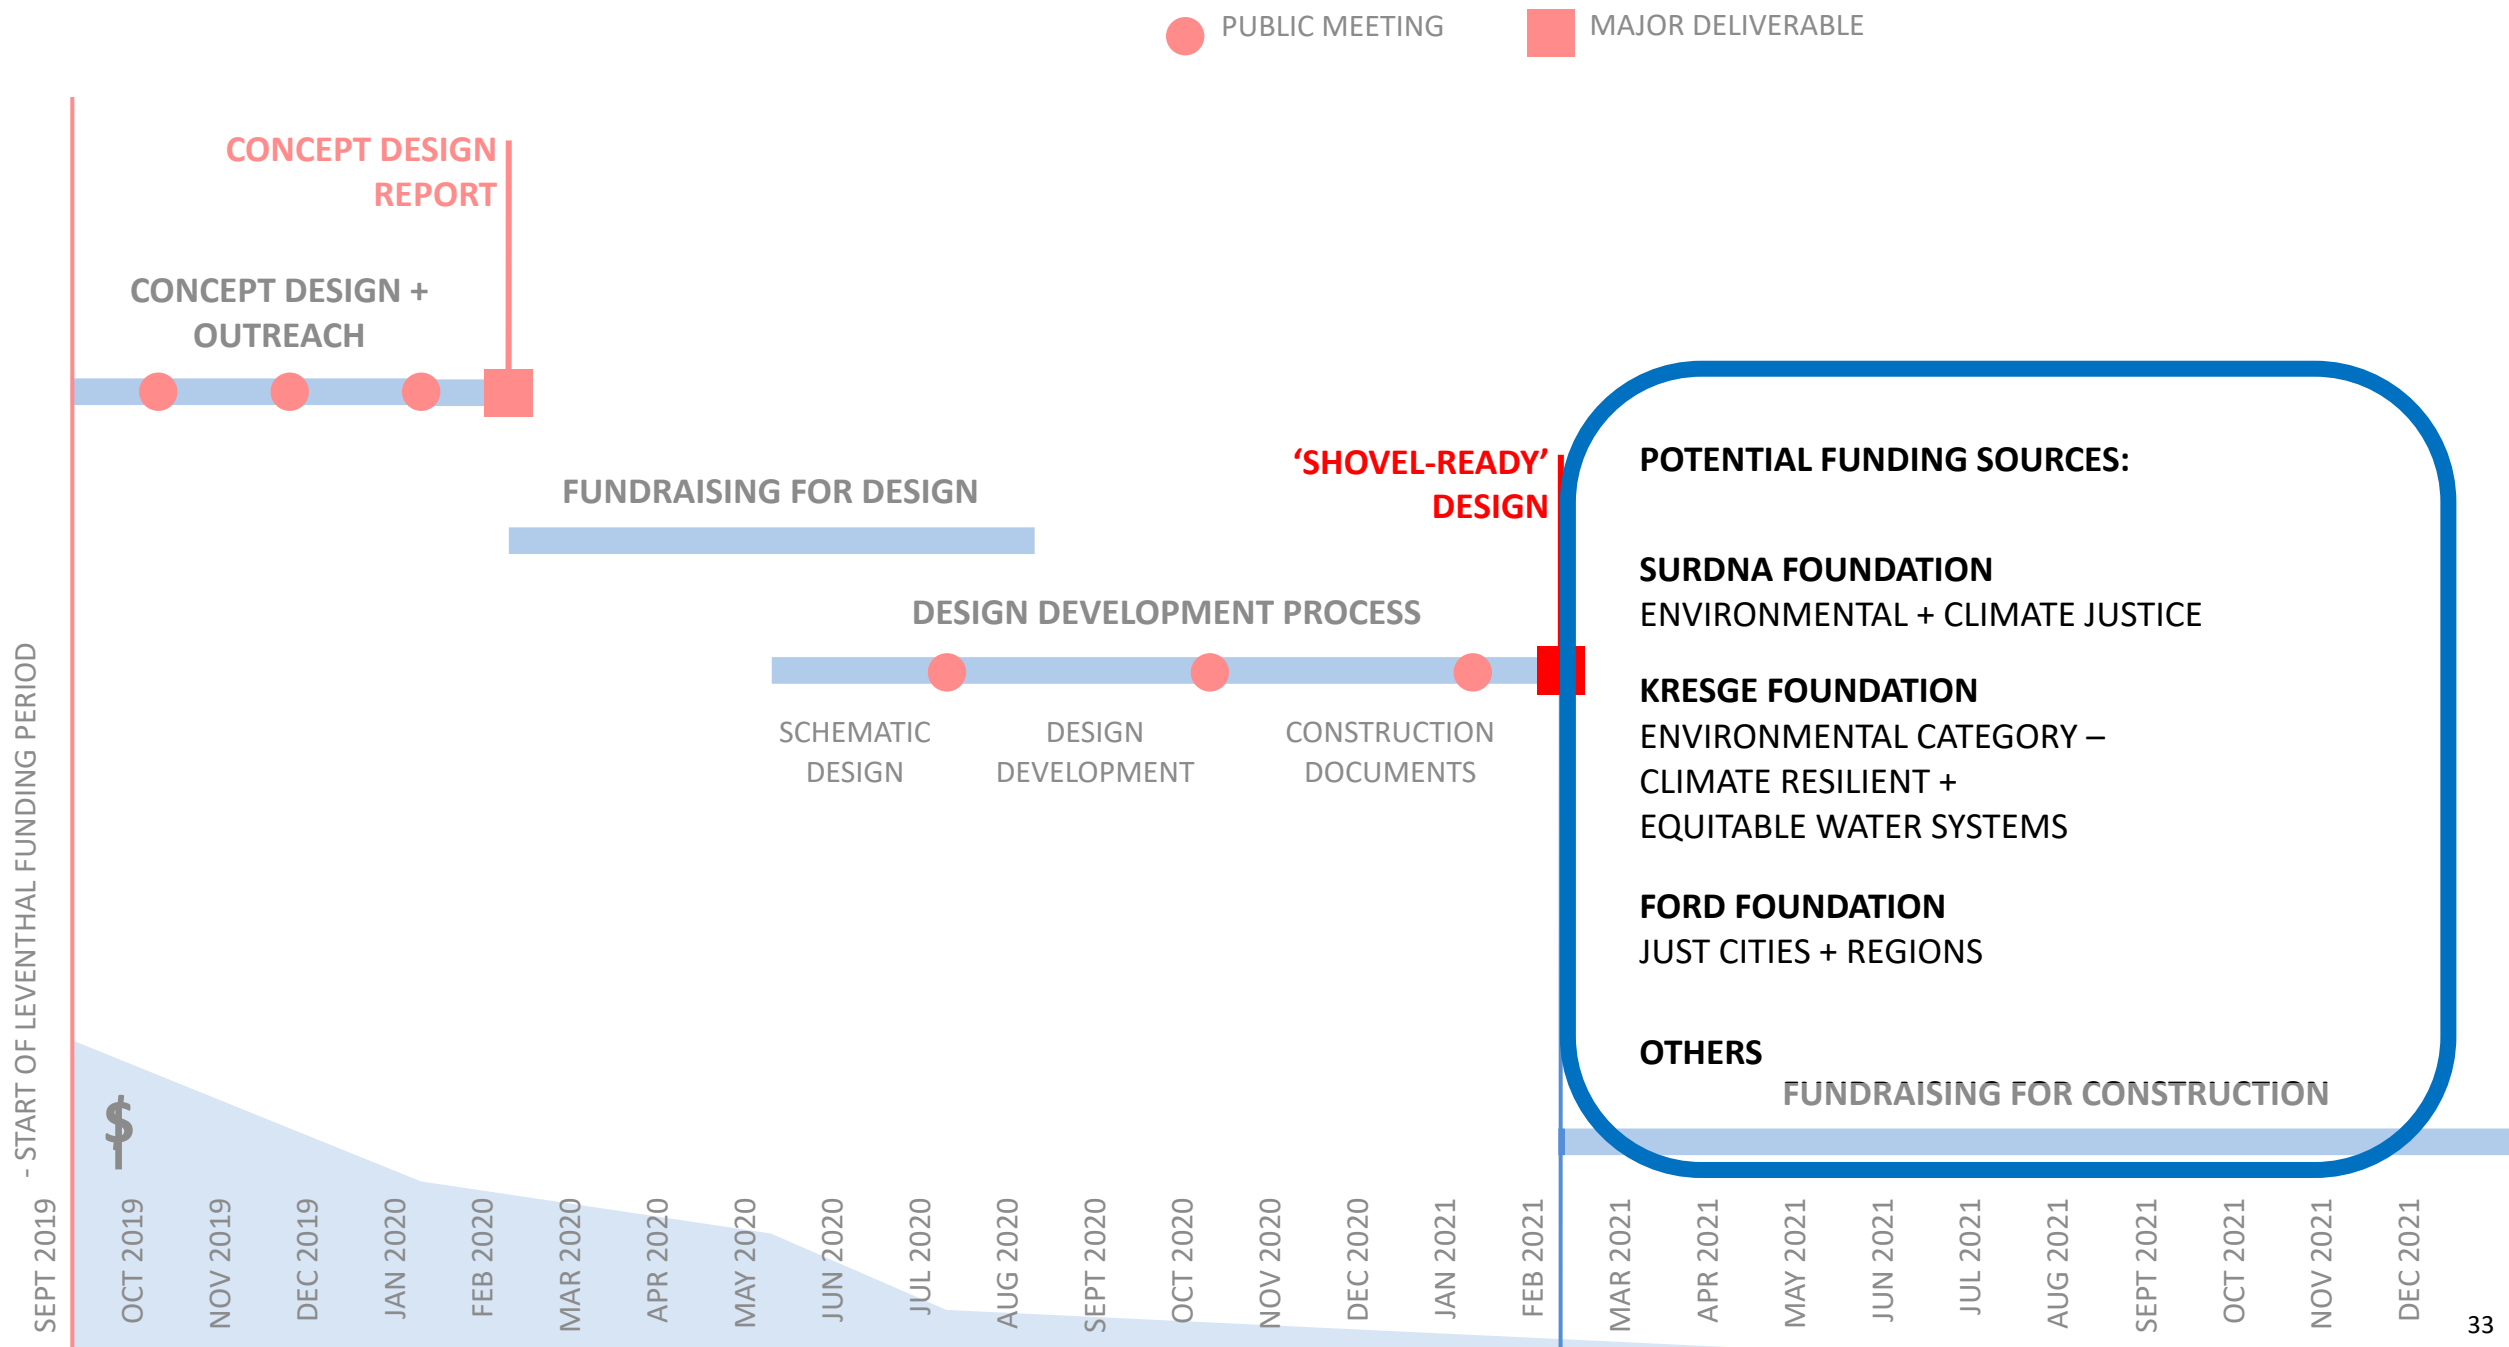 PUBLIC MEETING
MAJOR DELIVERABLE
CONCEPT DESIGN
REPORT
CONCEPT DESIGN +
OUTREACH
FUNDRAISING FOR DESIGN
‘SHOVEL-READY’
DESIGN
DESIGN DEVELOPMENT PROCESS
SCHEMATIC
DESIGN
DESIGN
DEVELOPMENT
CONSTRUCTION
DOCUMENTS
POTENTIAL FUNDING SOURCES:
SURDNA FOUNDATION
ENVIRONMENTAL + CLIMATE JUSTICE
KRESGE FOUNDATION
ENVIRONMENTAL CATEGORY –
CLIMATE RESILIENT +
EQUITABLE WATER SYSTEMS
FORD FOUNDATION
JUST CITIES + REGIONS
OTHERS
FUNDRAISING FOR CONSTRUCTION
$
SEPT 2019 - START OF LEVENTHAL FUNDING PERIOD
OCT 2019
NOV 2019
DEC 2019
JAN 2020
FEB 2020
MAR 2020
APR 2020
MAY 2020
JUN 2020
JUL 2020
AUG 2020
SEPT 2020
OCT 2020
NOV 2020
DEC 2020
JAN 2021
FEB 2021
MAR 2021
APR 2021
MAY 2021
JUN 2021
JUL 2021
AUG 2021
SEPT 2021
OCT 2021
NOV 2021
DEC 2021
33